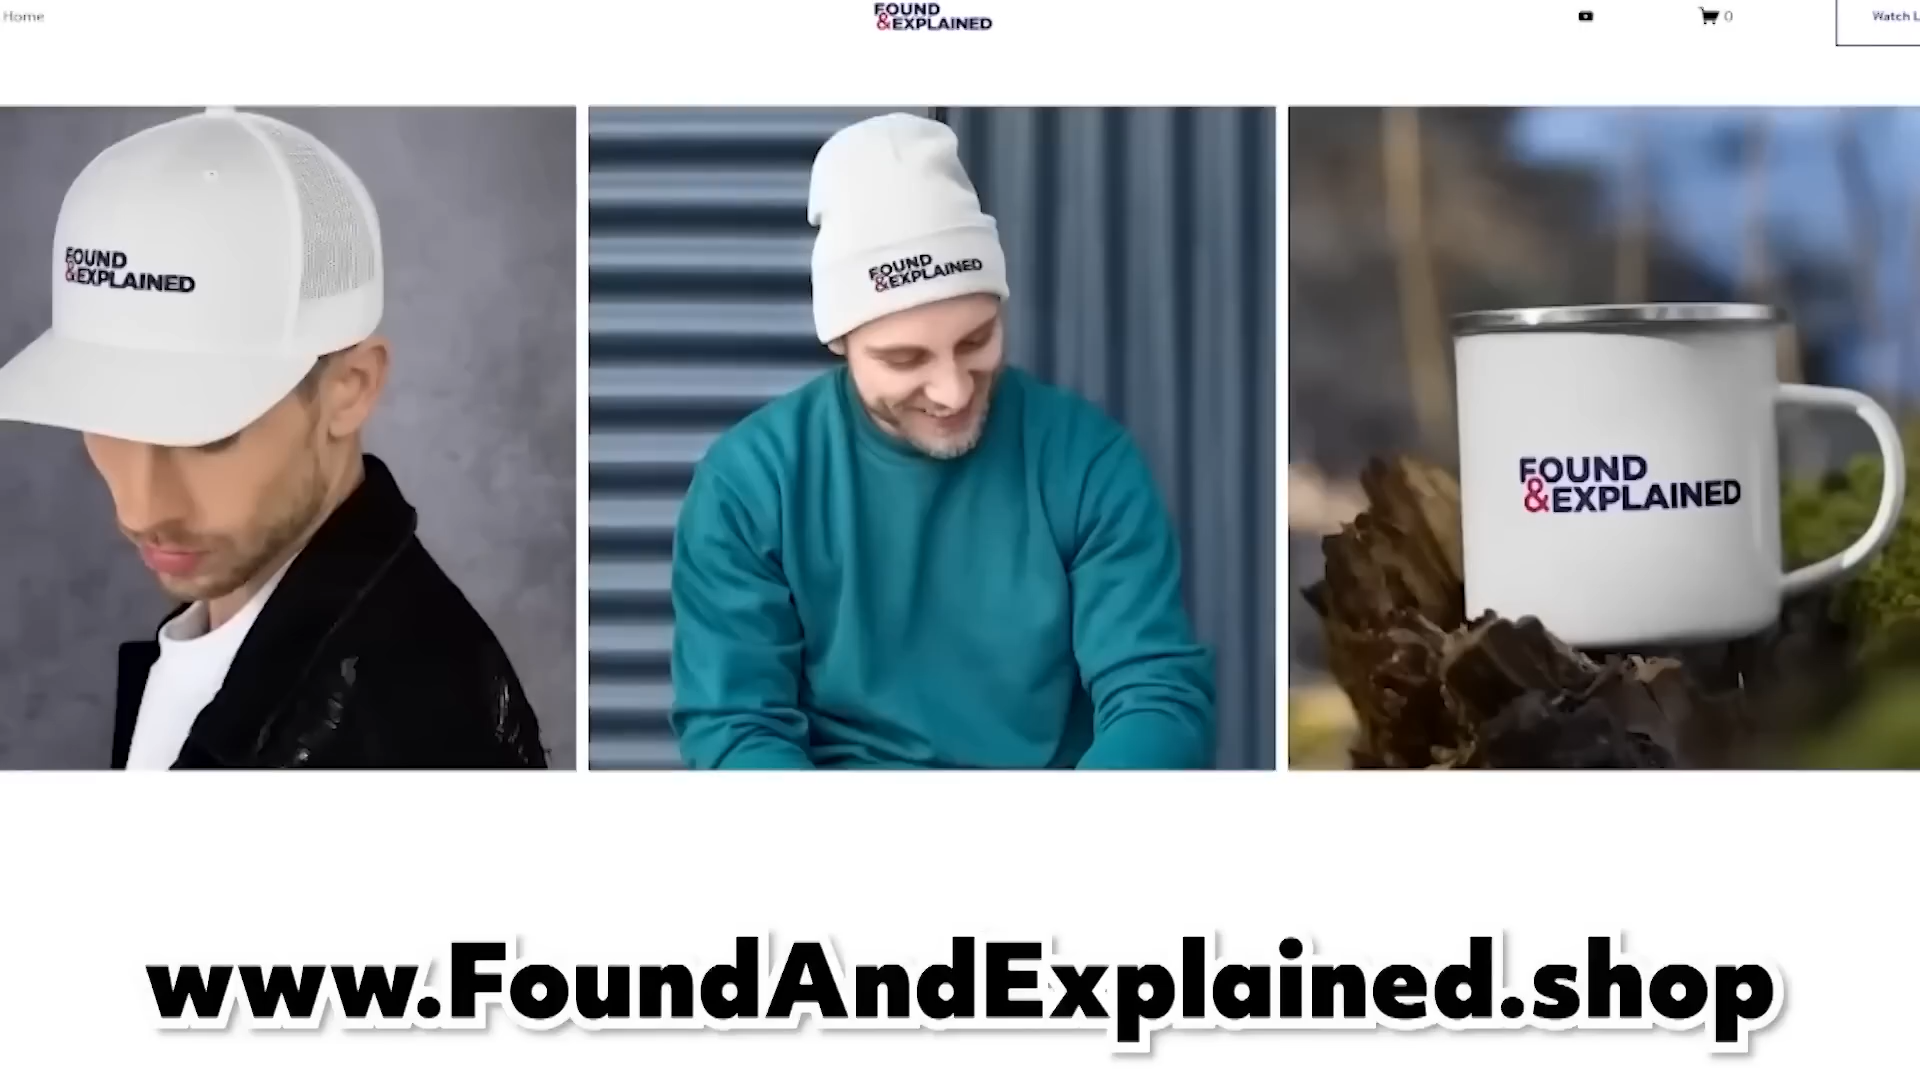 Home
FOUND
&EXPLAINED
0
Watch L
FOUND
&EXPLAINED
FOUND
&EXPLAINED
FOUND
&EXPLAINED
www.FoundAndExplained.shop